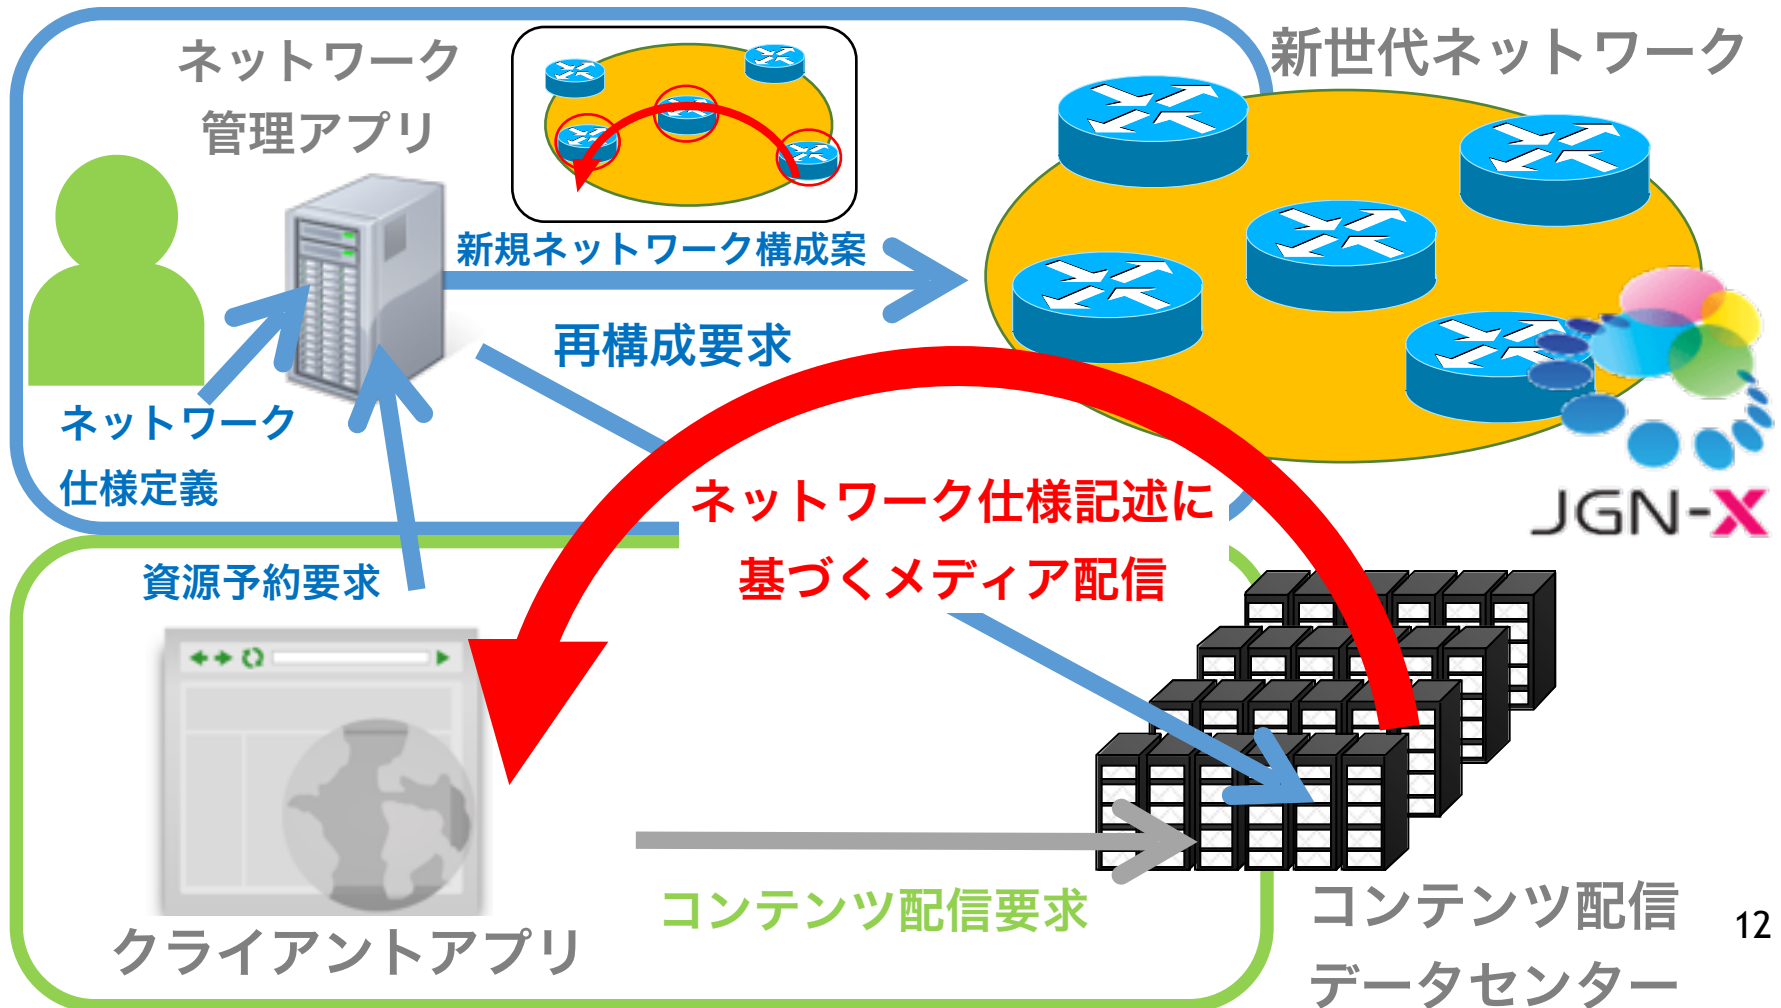 ネットワーク
管理アプリ
新世代ネットワーク
新規ネットワーク構成案
再構成要求
ネットワーク
仕様定義
JGN-X
ネットワーク仕様記述に
基づくメディア配信
資源予約要求
コンテンツ配信要求
クライアントアプリ
コンテンツ配信
データセンター
12